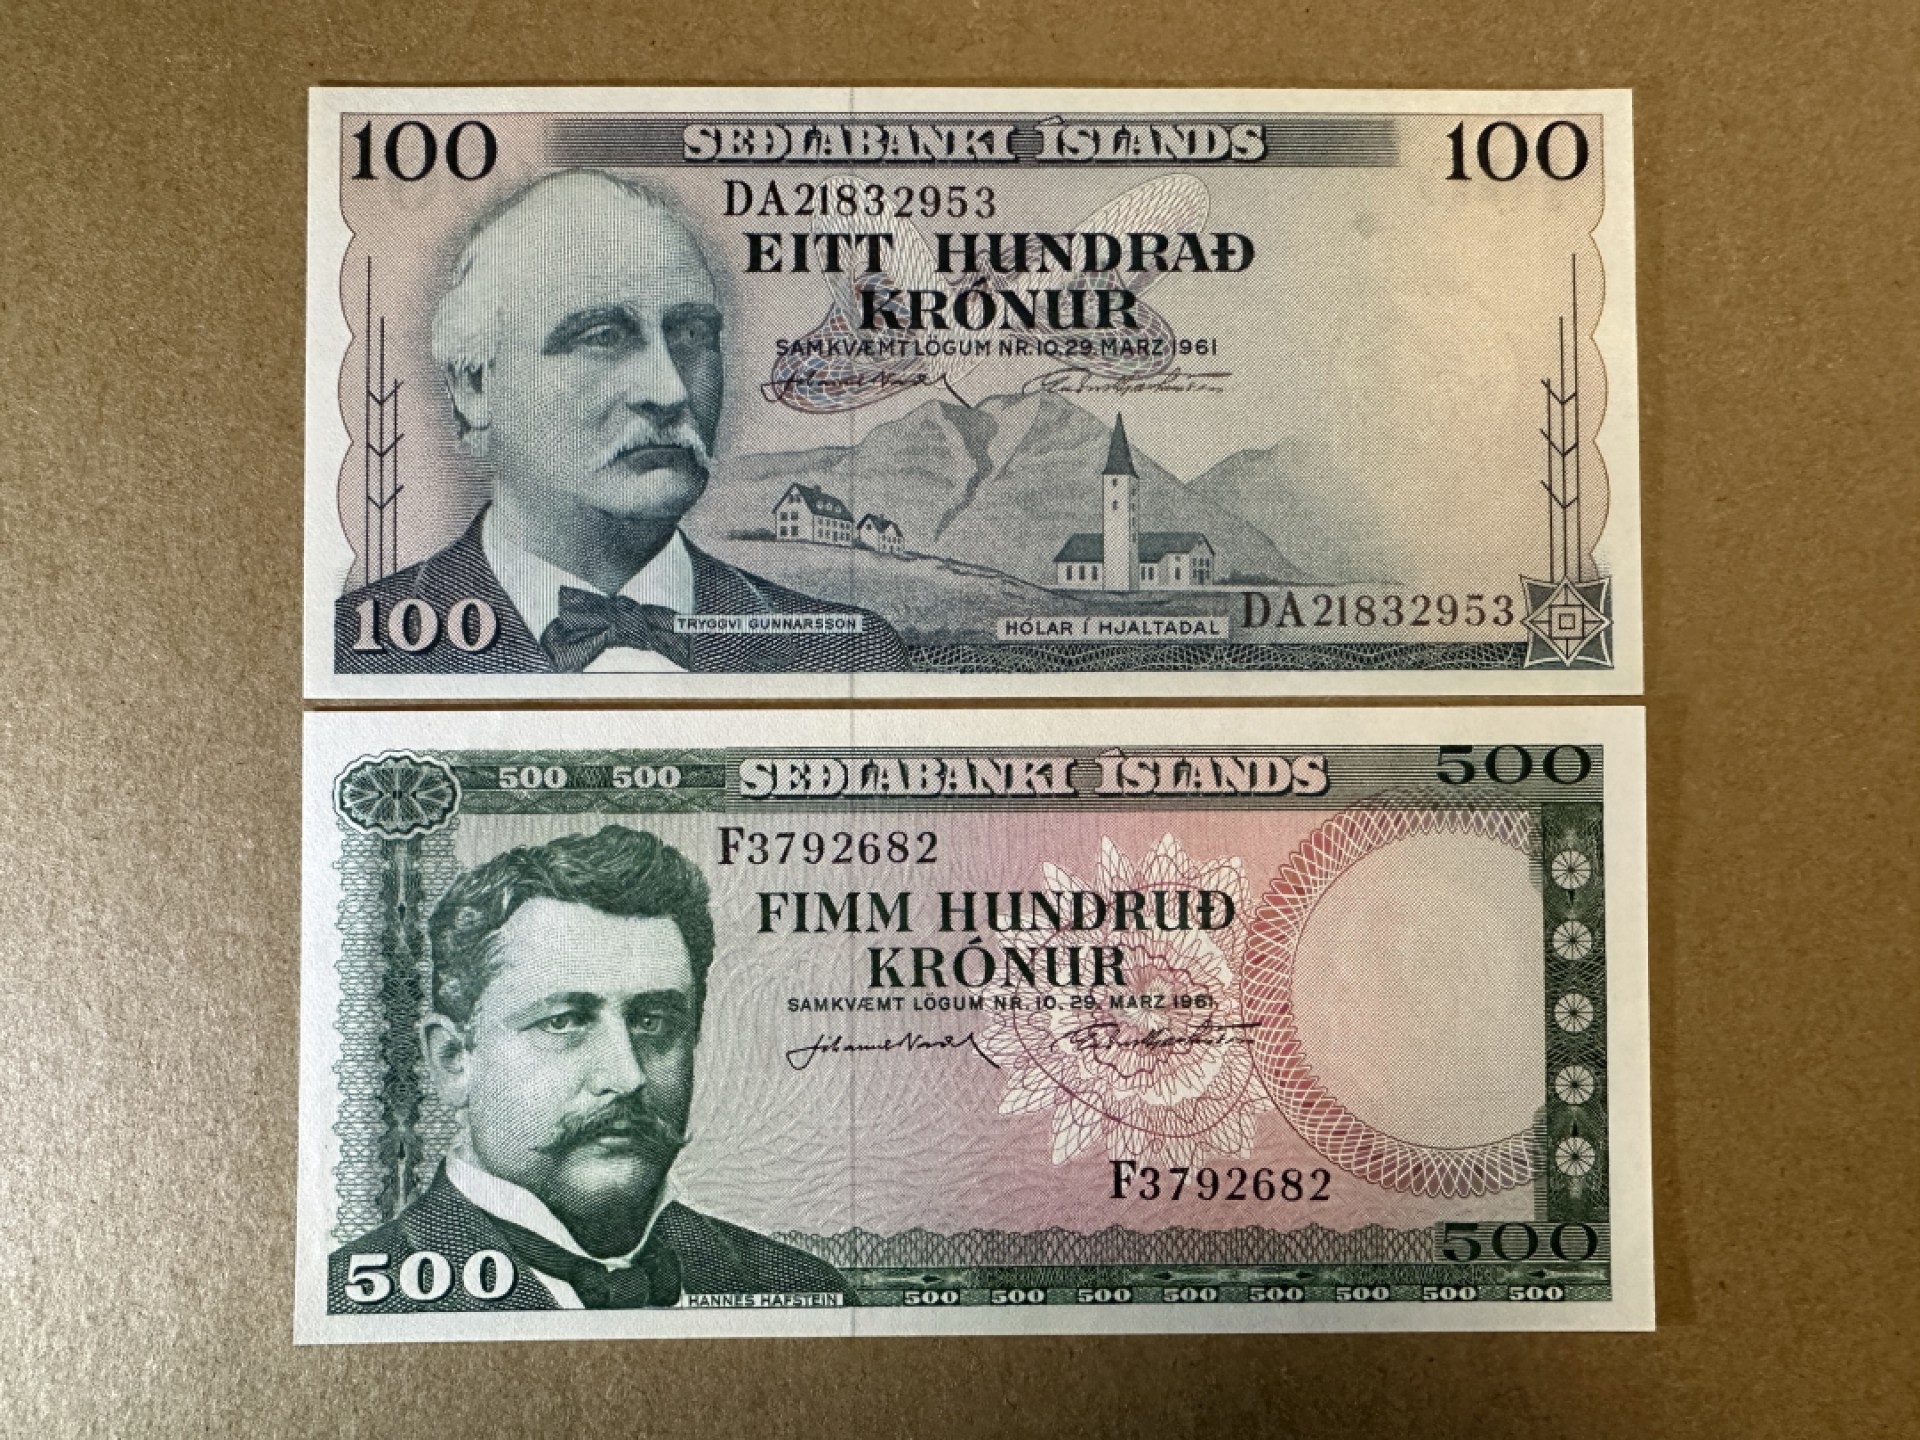 100 SEÐLABANKI ÍSLANDS 100
DA21832953
EITT HUNDRAÐ
KRÓNUR
SAMKVÆMT LÖGUM NR. 10. 29. MARZ 1961
100 TRYGGVI GUNNARSSON HÓLAR Í HJALTADAL DA21832953
500 500 SEÐLABANKI ÍSLANDS 500
F3792682
FIMM HUNDRUÐ
KRÓNUR
SAMKVÆMT LÖGUM NR. 10. 29. MARZ 1961
F3792682
500 500
HANNES HAFSTEIN 500 500 500 500 500 500 500 500